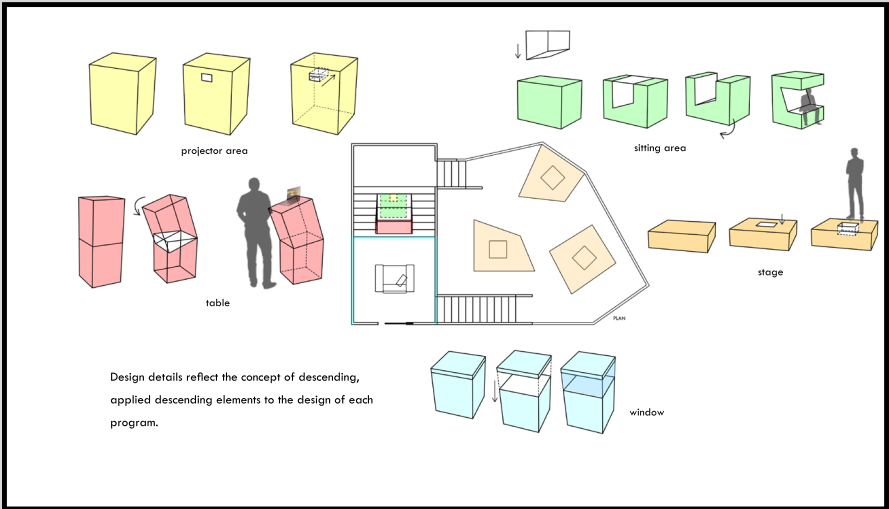 projector area
sitting area
table
stage
PLAN
Design details reflect the concept of descending,
applied descending elements to the design of each
program.
window